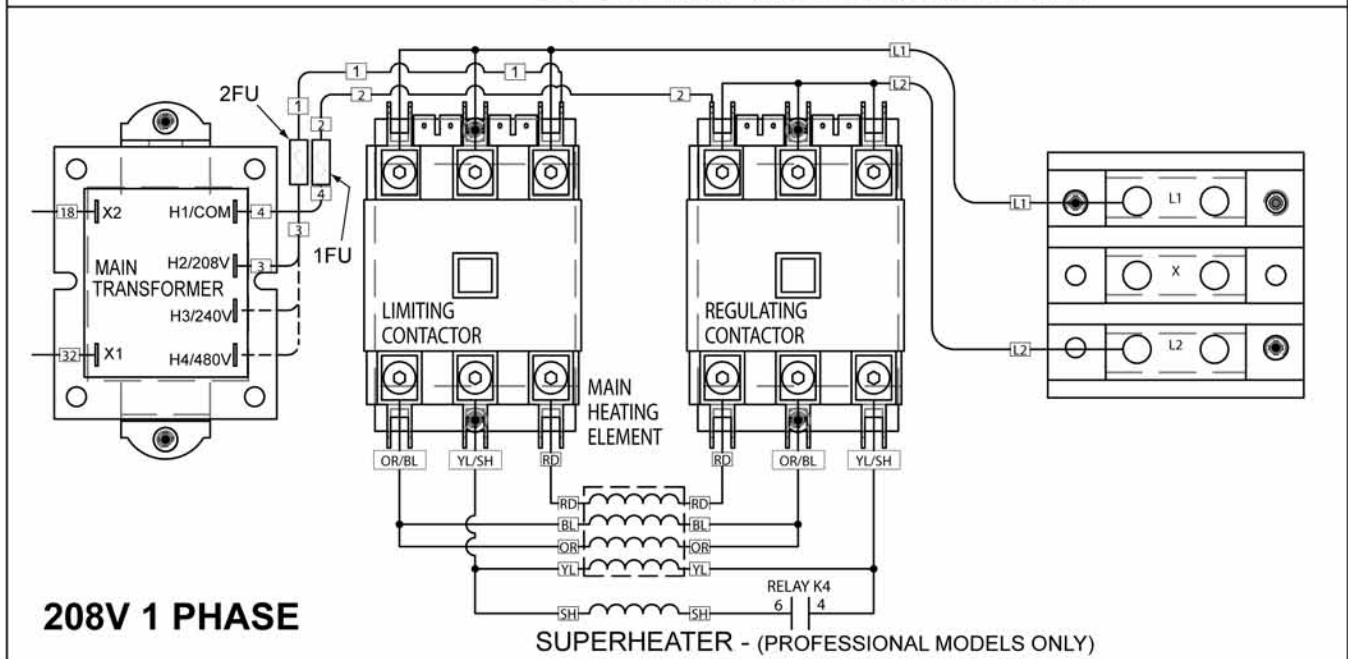 L1
1
1
L2
2FU
2
2
1
2
4
L1
L1
18
X2
H1/COM
4
3
1FU
H2/208V
3
MAIN
TRANSFORMER
X
H3/240V
LIMITING
CONTACTOR
REGULATING
CONTACTOR
32
X1
H4/480V
L2
L2
MAIN
HEATING
ELEMENT
OR/BL
YL/SH
RD
RD
OR/BL
YL/SH
RD
RD
BL
BL
OR
OR
YL
YL
RELAY K4
6
4
SH
SH
208V 1 PHASE
SUPERHEATER - (PROFESSIONAL MODELS ONLY)